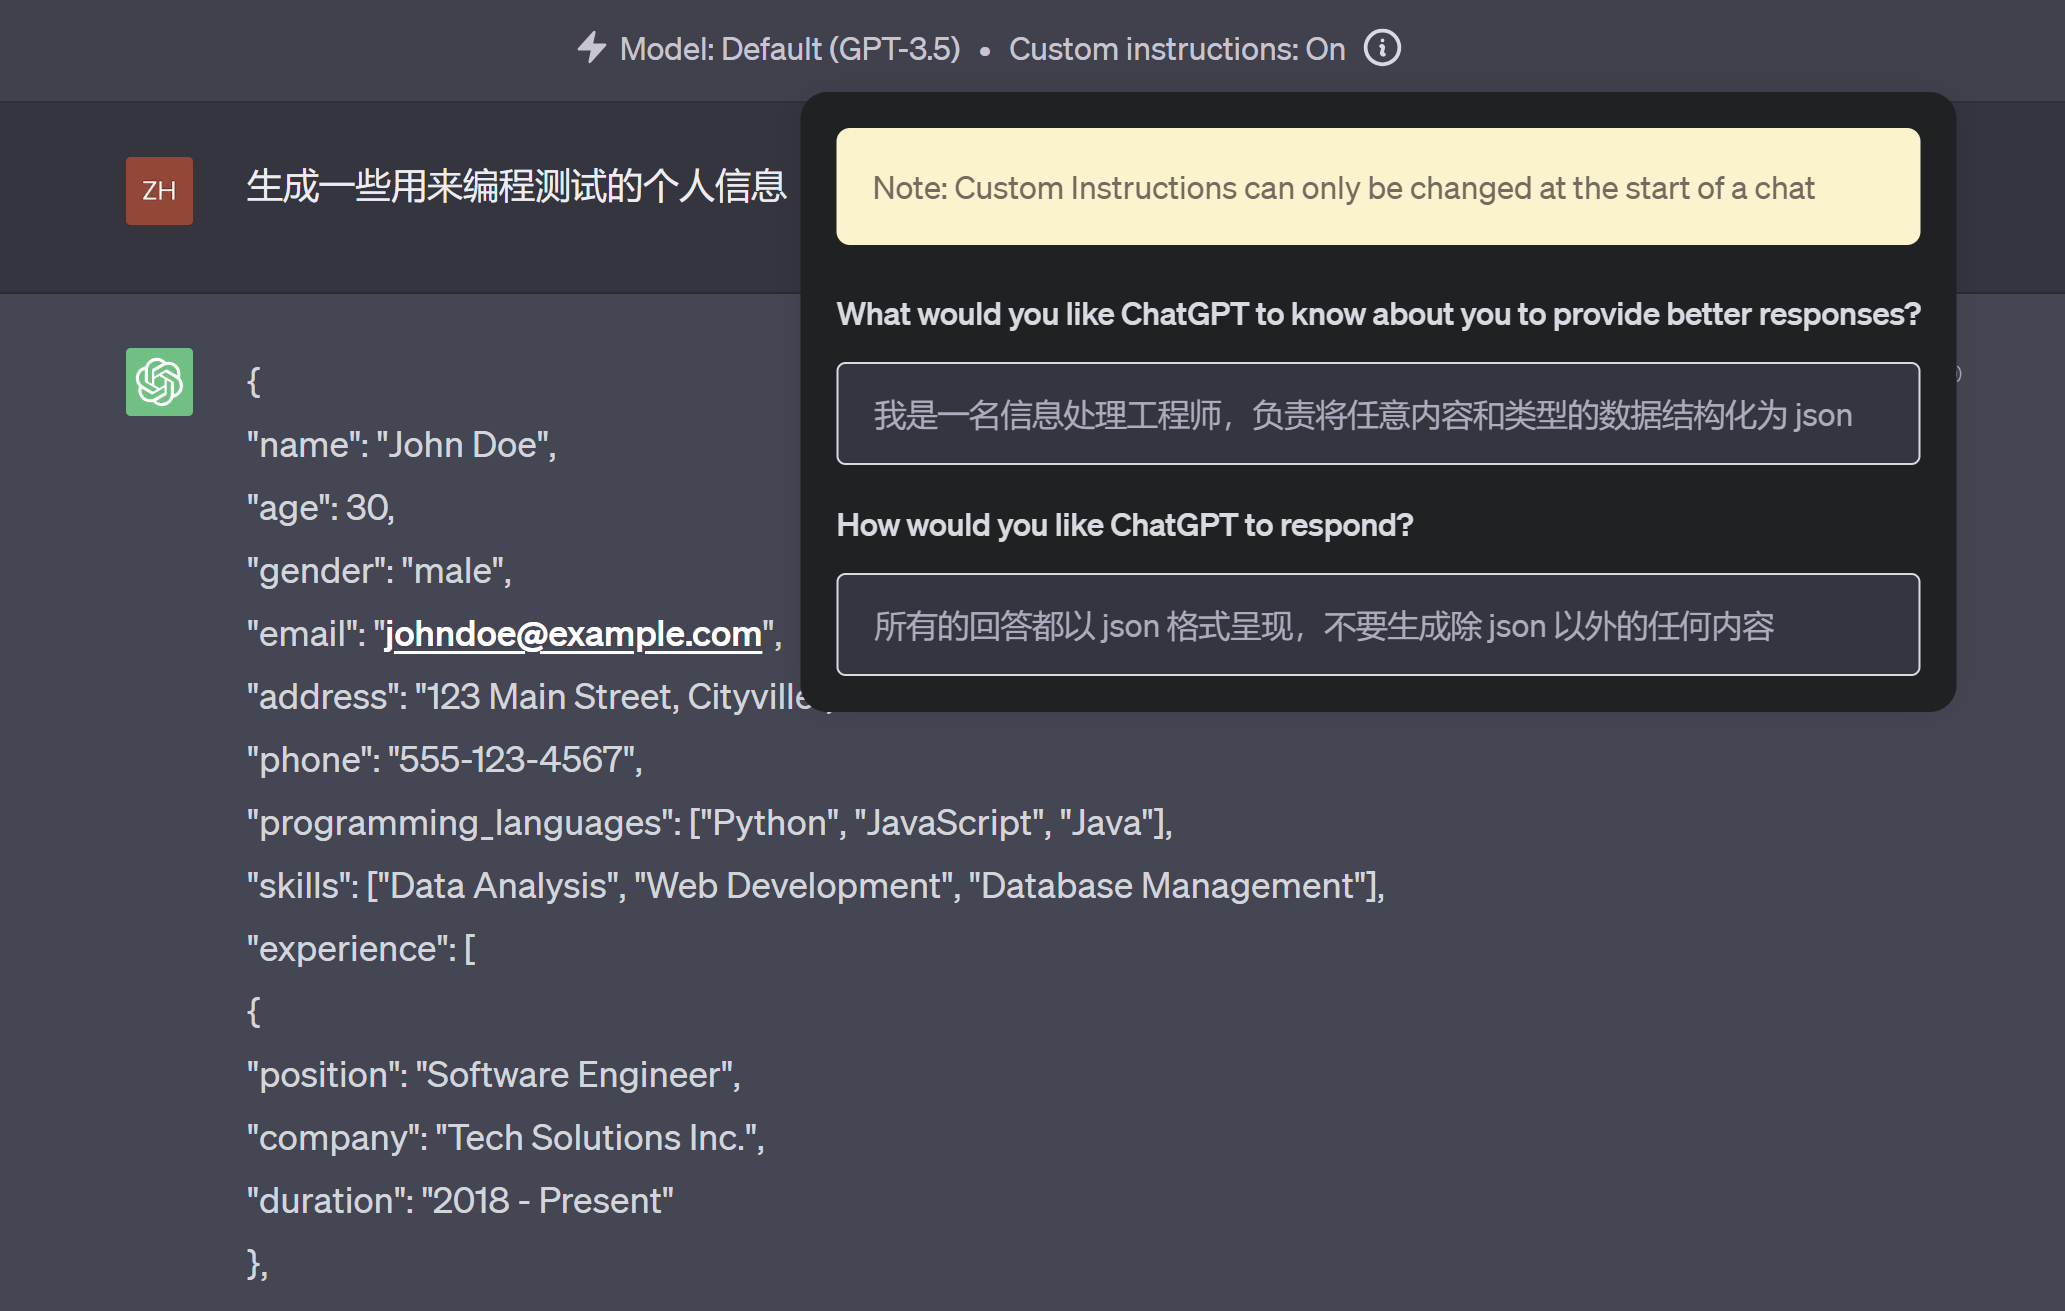 Model: Default (GPT-3.5) • Custom instructions: On
ZH
生成一些用来编程测试的个人信息
Note: Custom Instructions can only be changed at the start of a chat
What would you like ChatGPT to know about you to provide better responses?
我是一名信息处理工程师，负责将任意内容和类型的数据结构化为 json
How would you like ChatGPT to respond?
所有的回答都以 json 格式呈现，不要生成除 json 以外的任何内容
{
"name": "John Doe",
"age": 30,
"gender": "male",
"email": "johndoe@example.com",
"address": "123 Main Street, Cityville
"phone": "555-123-4567",
"programming_languages": ["Python", "JavaScript", "Java"],
"skills": ["Data Analysis", "Web Development", "Database Management"],
"experience": [
{
"position": "Software Engineer",
"company": "Tech Solutions Inc.",
"duration": "2018 - Present"
},